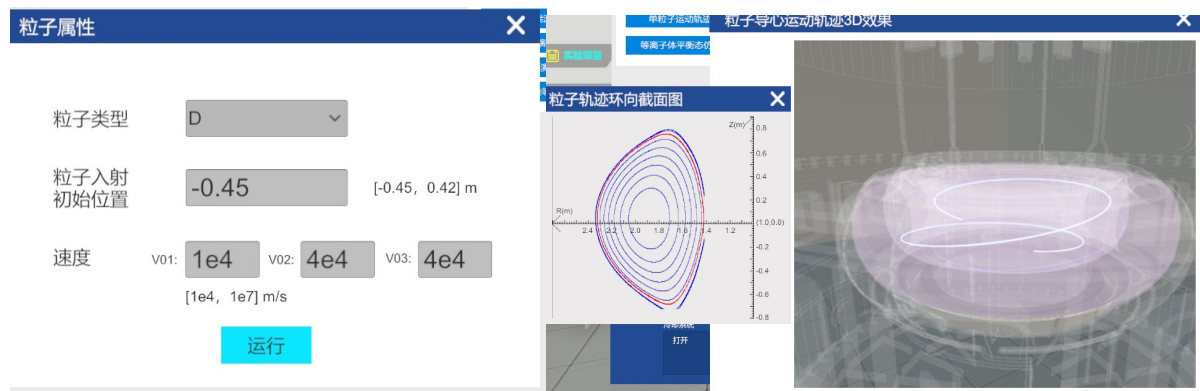 粒子属性
粒子类型
D
粒子入射
初始位置
-0.45
[-0.45, 0.42] m
速度
V01:
1e4
V02:
4e4
V03:
4e4
[1e4, 1e7] m/s
运行
单粒子运动轨迹
等离子体平衡态仿
实验项目
粒子轨迹环向截面图
Z(m)
0.8
0.6
0.4
0.2
R(m)
2.4
2.2
2.0
1.8
1.6
1.4
1.2
(1.0,0.0)
-0.2
-0.4
-0.6
-0.8
打开
粒子导心运动轨迹3D效果